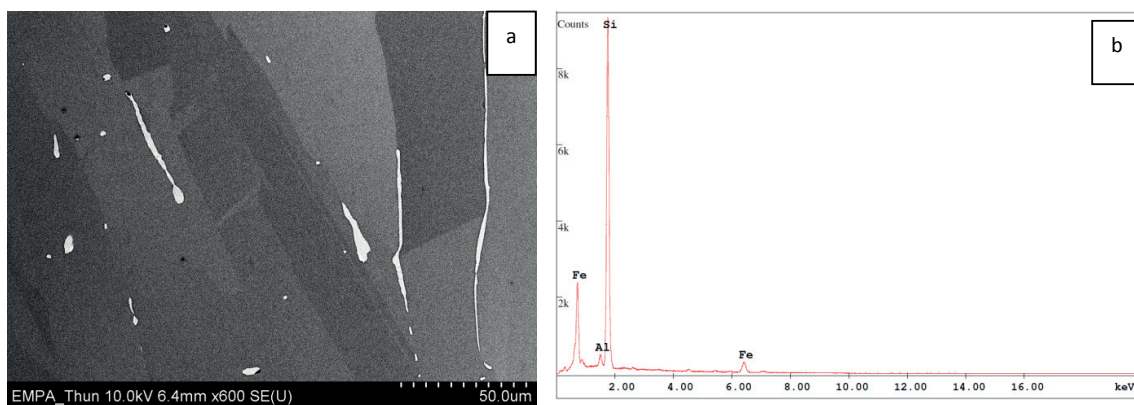 a
EMPA_Thun 10.0kV 6.4mm x600 SE(U) 50.0um
Counts
Si
b
8k
6k
4k
Fe
2k
Al
Fe
2.00 4.00 6.00 8.00 10.00 12.00 14.00 16.00 keV